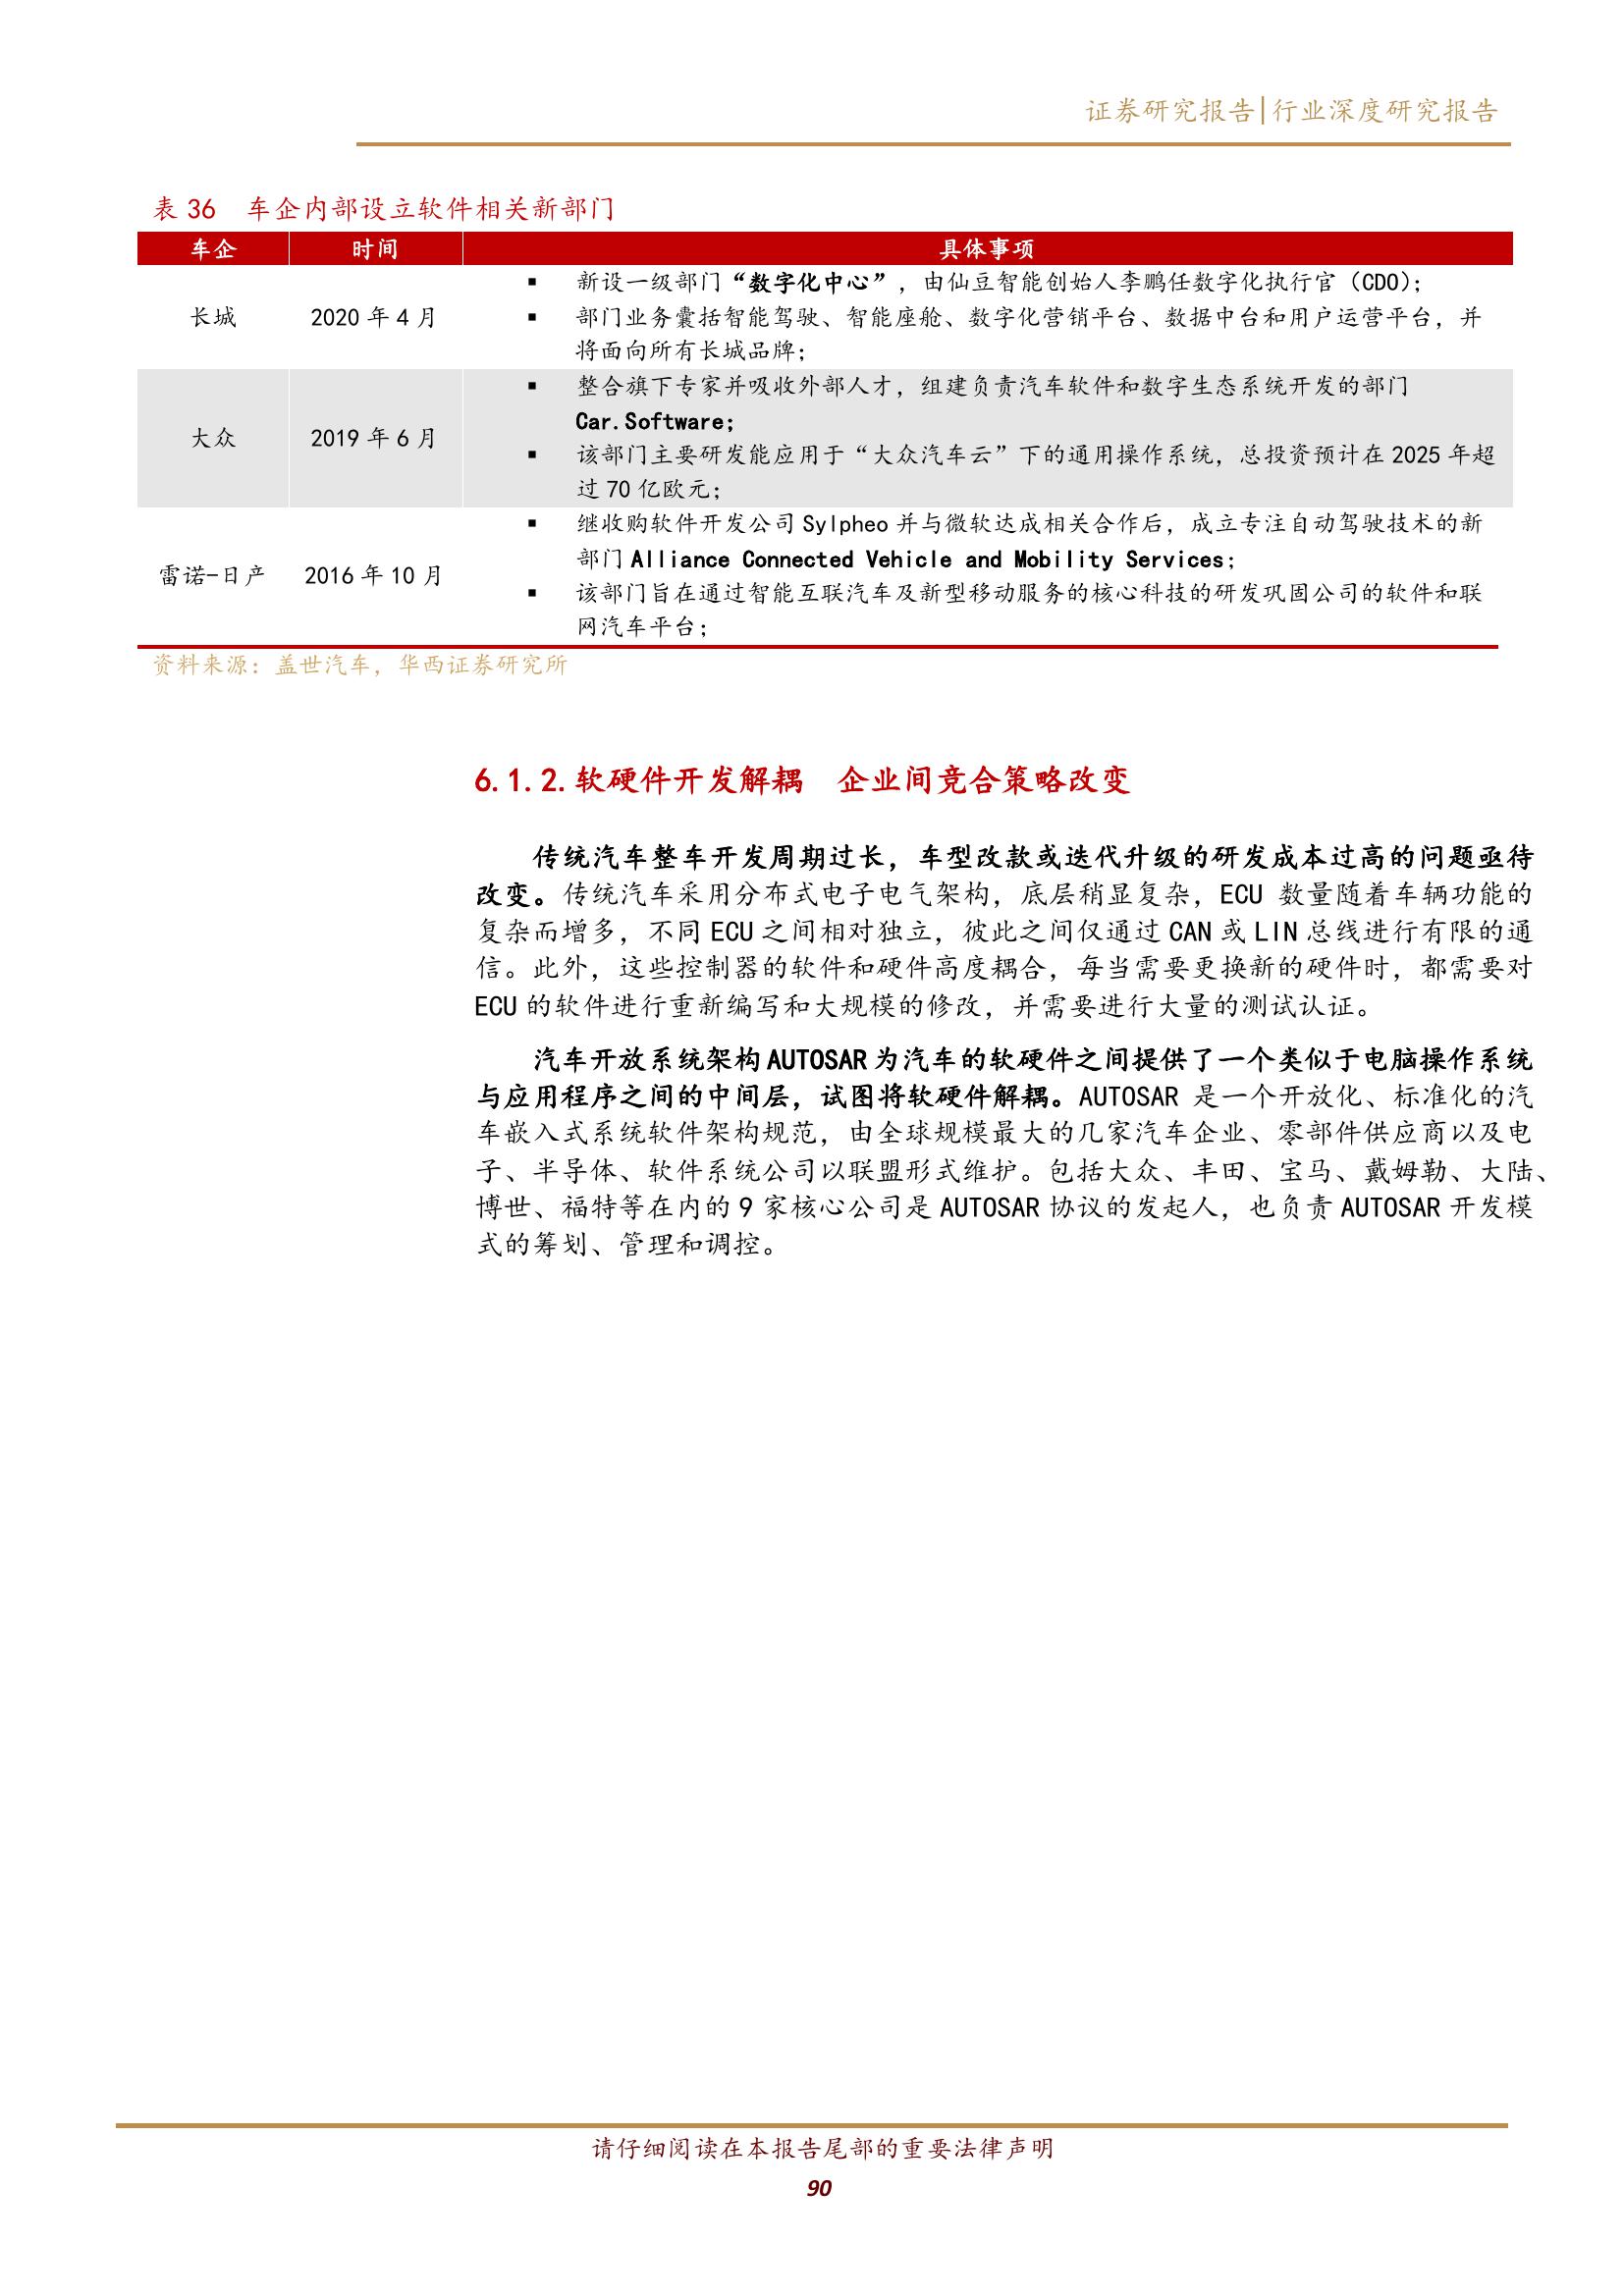 证券研究报告|行业深度研究报告
表 36 车企内部设立软件相关新部门
车企 时间 具体事项
长城 2020 年 4 月
▪ 新设一级部门“数字化中心”，由仙豆智能创始人李鹏任数字化执行官（CDO）；
▪ 部门业务囊括智能驾驶、智能座舱、数字化营销平台、数据中台和用户运营平台，并
将面向所有长城品牌；
大众 2019 年 6 月
▪ 整合旗下专家并吸收外部人才，组建负责汽车软件和数字生态系统开发的部门
Car.Software；
▪ 该部门主要研发能应用于“大众汽车云”下的通用操作系统，总投资预计在 2025 年超
过 70 亿欧元；
雷诺-日产 2016 年 10 月
▪ 继收购软件开发公司 Sylpheo 并与微软达成相关合作后，成立专注自动驾驶技术的新
部门 Alliance Connected Vehicle and Mobility Services；
▪ 该部门旨在通过智能互联汽车及新型移动服务的核心科技的研发巩固公司的软件和联
网汽车平台；
资料来源：盖世汽车，华西证券研究所
6.1.2.软硬件开发解耦 企业间竞合策略改变
传统汽车整车开发周期过长，车型改款或迭代升级的研发成本过高的问题亟待
改变。传统汽车采用分布式电子电气架构，底层稍显复杂，ECU 数量随着车辆功能的
复杂而增多，不同 ECU 之间相对独立，彼此之间仅通过 CAN 或 LIN 总线进行有限的通
信。此外，这些控制器的软件和硬件高度耦合，每当需要更换新的硬件时，都需要对
ECU 的软件进行重新编写和大规模的修改，并需要进行大量的测试认证。
汽车开放系统架构 AUTOSAR 为汽车的软硬件之间提供了一个类似于电脑操作系统
与应用程序之间的中间层，试图将软硬件解耦。AUTOSAR 是一个开放化、标准化的汽
车嵌入式系统软件架构规范，由全球规模最大的几家汽车企业、零部件供应商以及电
子、半导体、软件系统公司以联盟形式维护。包括大众、丰田、宝马、戴姆勒、大陆、
博世、福特等在内的 9 家核心公司是 AUTOSAR 协议的发起人，也负责 AUTOSAR 开发模
式的筹划、管理和调控。
请仔细阅读在本报告尾部的重要法律声明
90